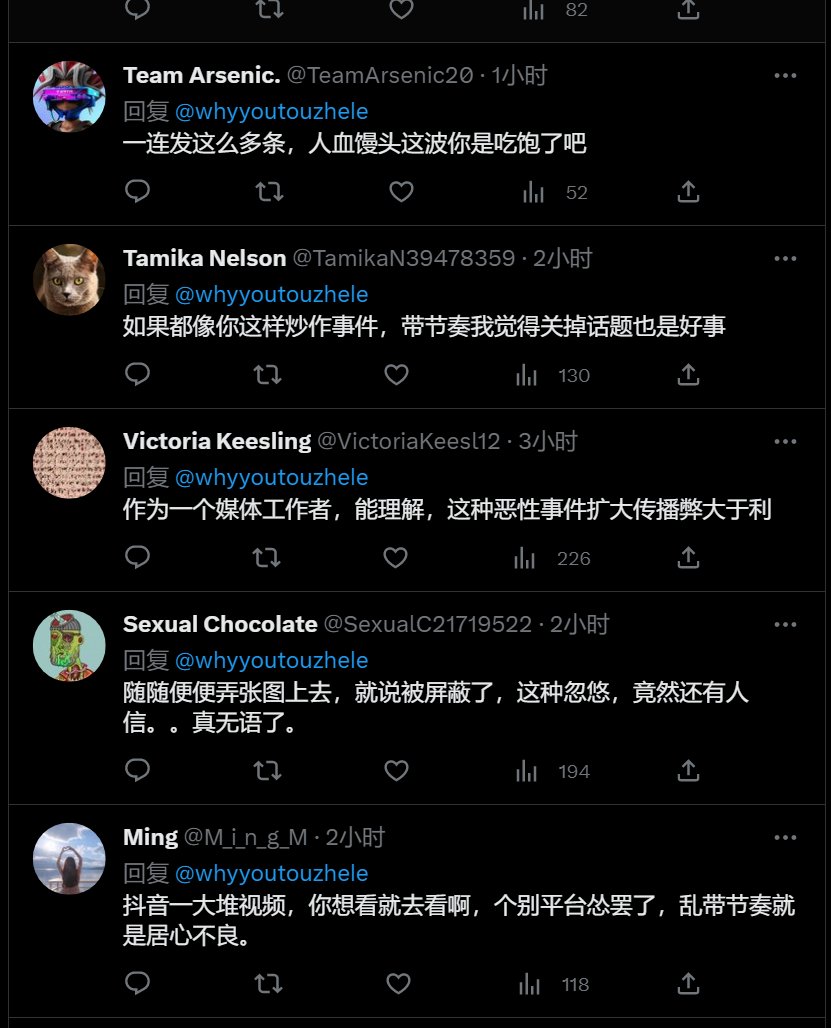 82
Team Arsenic. @TeamArsenic20 · 1小时
回复 @whyyoutouzhele
一连发这么多条，人血馒头这波你是吃饱了吧
52
Tamika Nelson @TamikaN39478359 · 2小时
回复 @whyyoutouzhele
如果都像你这样炒作事件，带节奏我觉得关掉话题也是好事
130
Victoria Keesling @VictoriaKeesl12 · 3小时
回复 @whyyoutouzhele
作为一个媒体工作者，能理解，这种恶性事件扩大传播弊大于利
226
Sexual Chocolate @SexualC21719522 · 2小时
回复 @whyyoutouzhele
随随便便弄张图上去，就说被屏蔽了，这种忽悠，竟然还有人
信。。真无语了。
194
Ming @M_i_n_g_M · 2小时
回复 @whyyoutouzhele
抖音一大堆视频，你想看就去看啊，个别平台怂罢了，乱带节奏就
是居心不良。
118